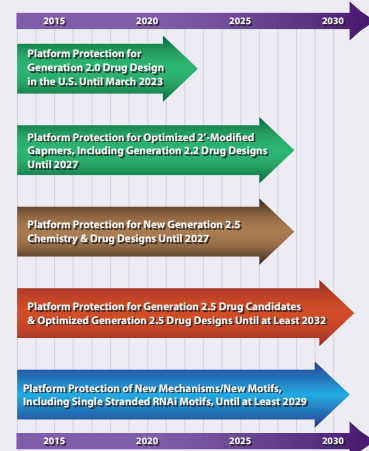 2015 2020 2025 2030
Platform Protection for
Generation 2.0 Drug Design
in the U.S. Until March 2023
Platform Protection for Optimized 2'-Modified
Gapmers, Including Generation 2.2 Drug Designs
Until 2027
Platform Protection for New Generation 2.5
Chemistry & Drug Designs Until 2027
Platform Protection for Generation 2.5 Drug Candidates
& Optimized Generation 2.5 Drug Designs Until at Least 2032
Platform Protection of New Mechanisms/New Motifs,
Including Single Stranded RNAi Motifs, Until at Least 2029
2015 2020 2025 2030